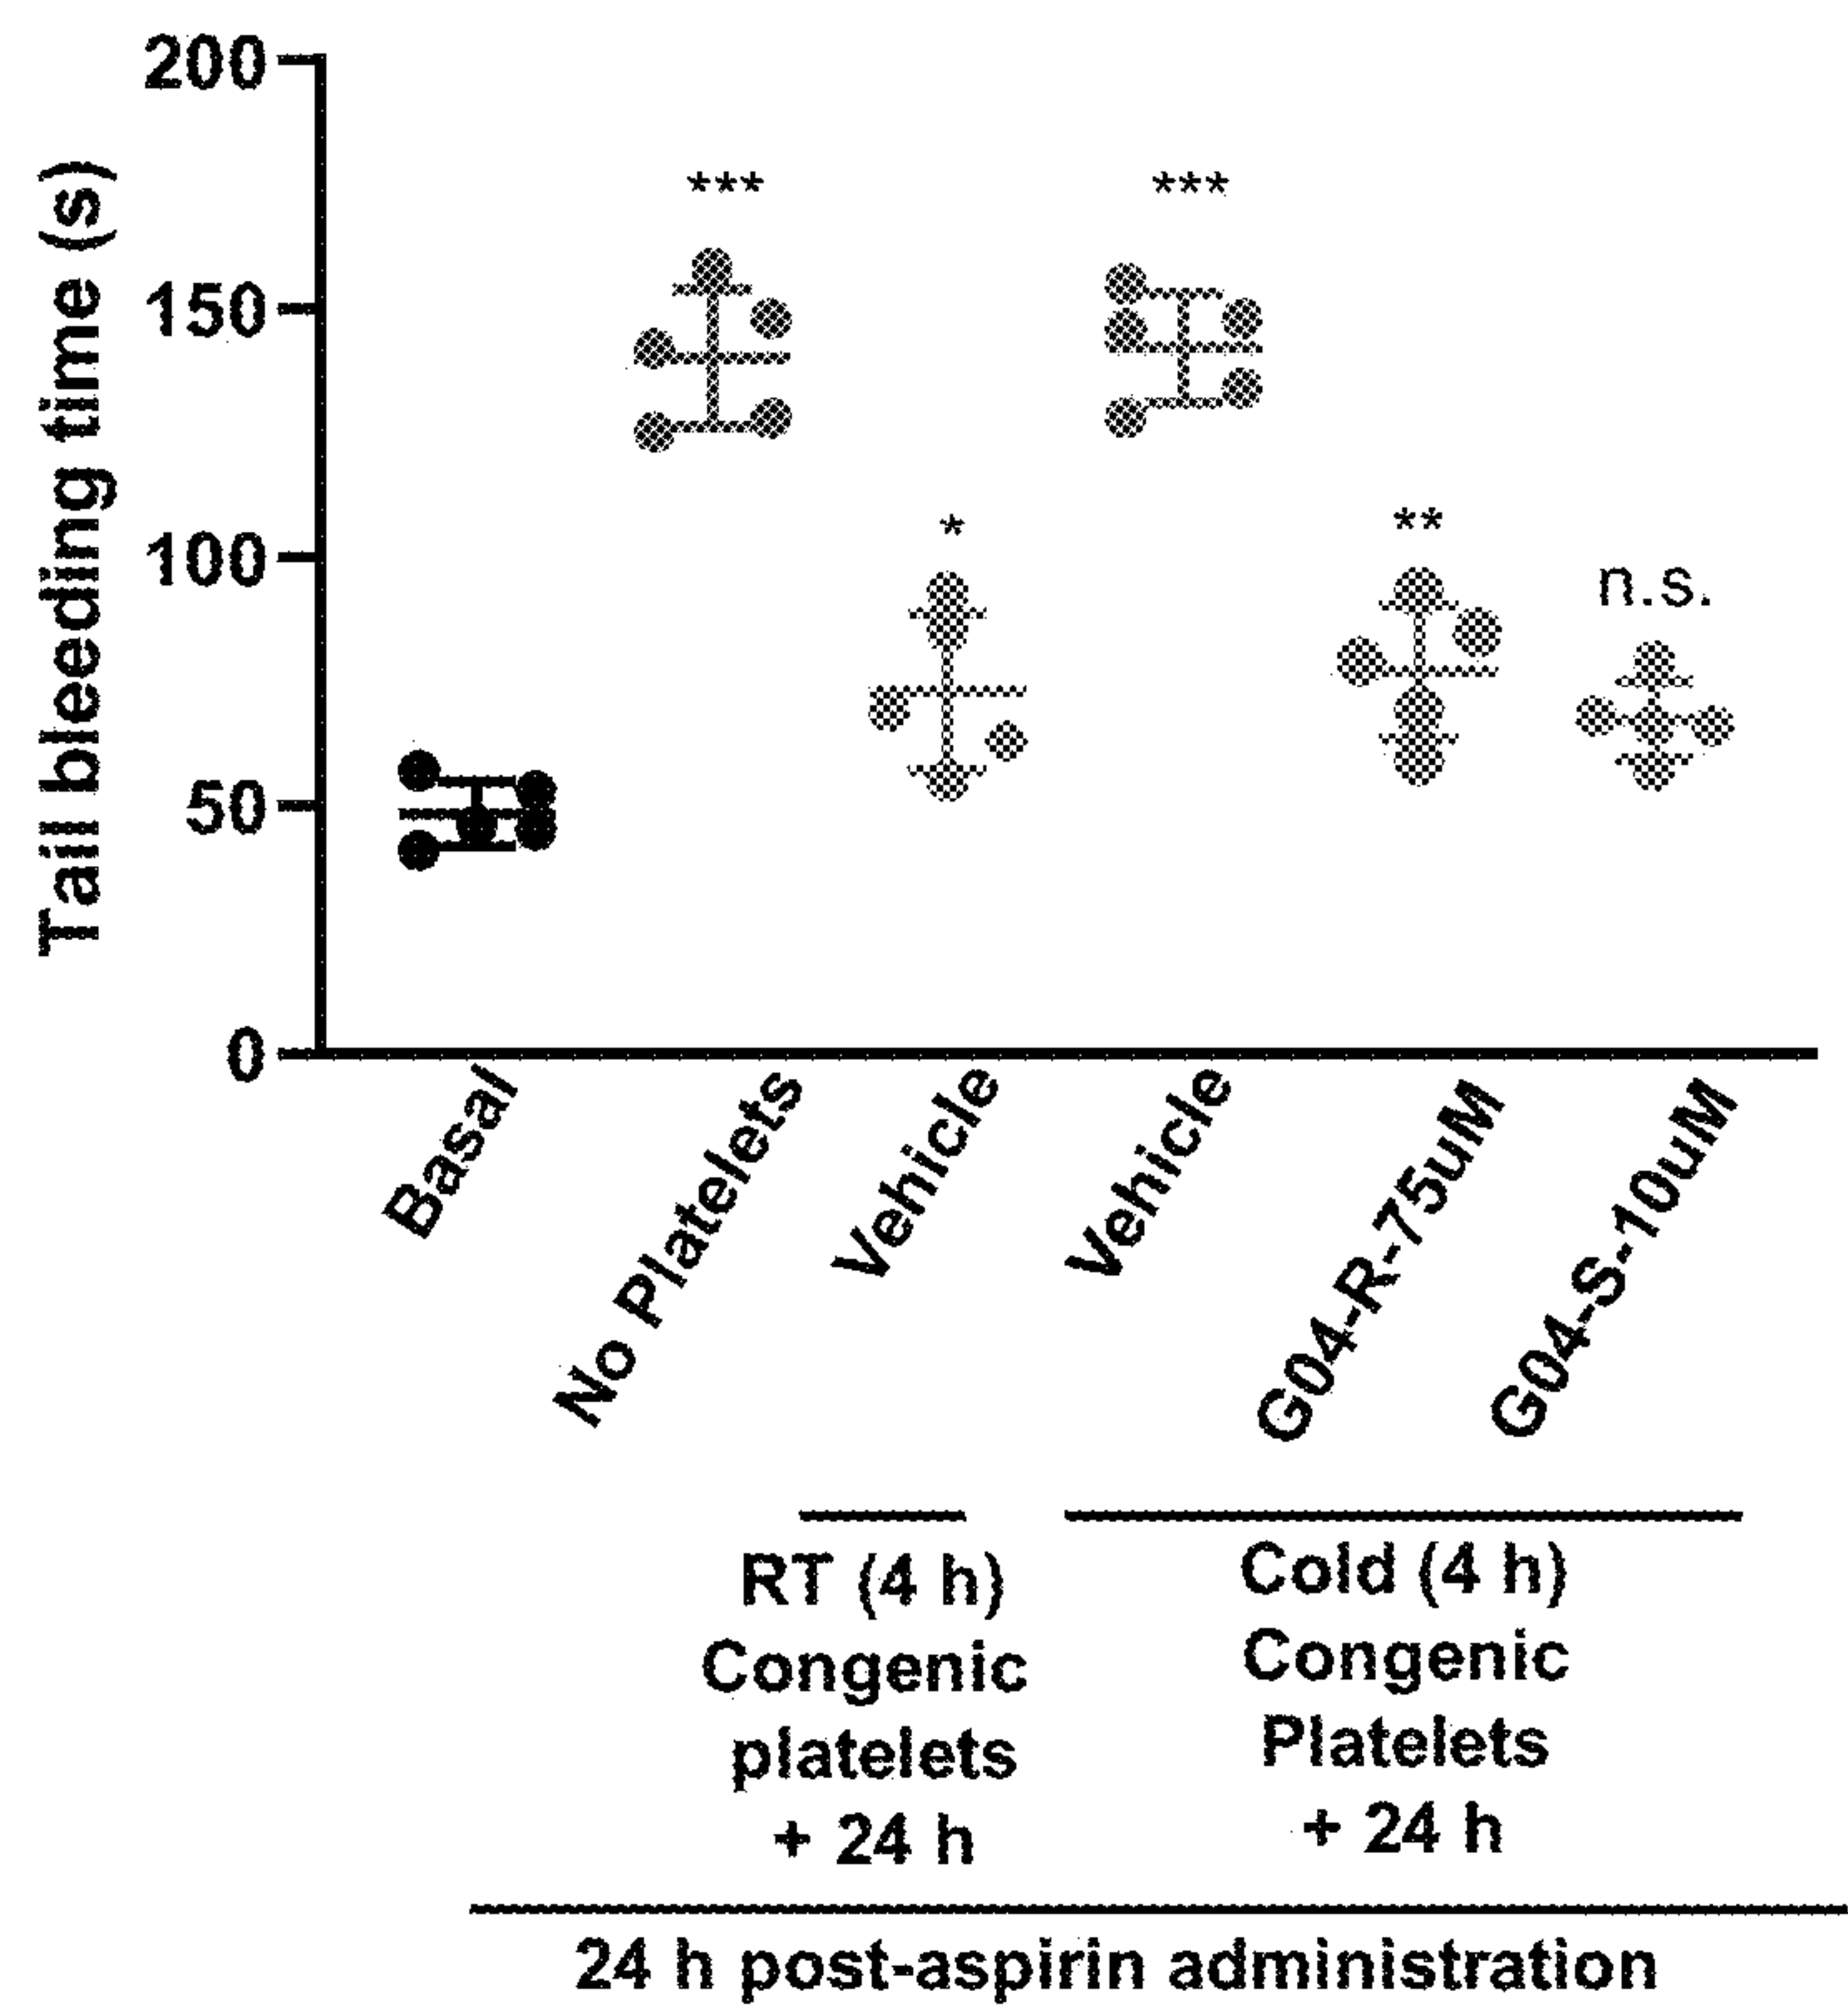 Tail bleeding time (s)
200
150
100
50
0
***
***
*
**
n.s.
Basal
No Platelets
Vehicle
Vehicle
G04-R-75uM
G04-S-10uM
RT (4 h)
Congenic
platelets
+ 24 h
Cold (4 h)
Congenic
Platelets
+ 24 h
24 h post-aspirin administration